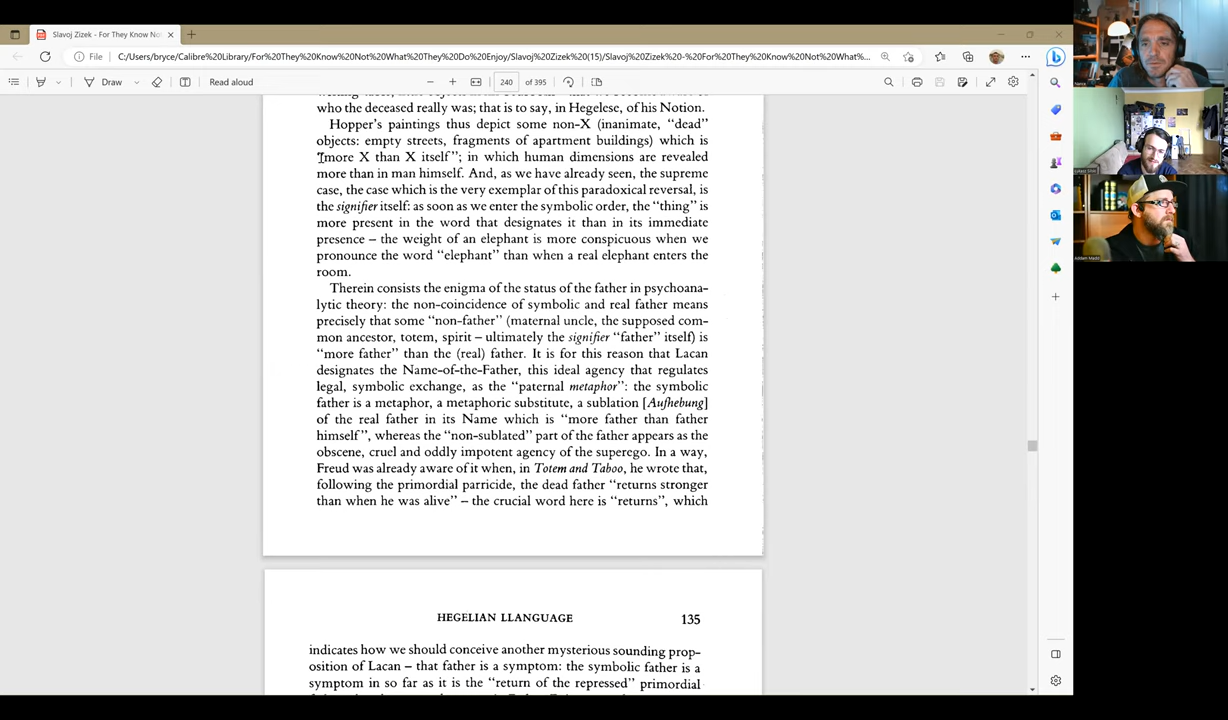 Slavoj Zizek - For They Know No
File
C:/Users/bryce/Calibre%20Library/For%20They%20Know%20Not%20What%20They%20Do%20Enjoy/Slavoj%20Zizek%20(15)/Slavoj%20Zizek%20-%20For%20They%20Know%20Not%20What%...
Draw
Read aloud
240 of 395
who the deceased really was; that is to say, in Hegelese, of his Notion.
Hopper's paintings thus depict some non-X (inanimate, “dead”
objects: empty streets, fragments of apartment buildings) which is
“more X than X itself”; in which human dimensions are revealed
more than in man himself. And, as we have already seen, the supreme
case, the case which is the very exemplar of this paradoxical reversal, is
the signifier itself: as soon as we enter the symbolic order, the “thing” is
more present in the word that designates it than in its immediate
presence – the weight of an elephant is more conspicuous when we
pronounce the word “elephant” than when a real elephant enters the
room.
Therein consists the enigma of the status of the father in psychoana-
lytic theory: the non-coincidence of symbolic and real father means
precisely that some “non-father” (maternal uncle, the supposed com-
mon ancestor, totem, spirit – ultimately the signifier “father” itself) is
“more father” than the (real) father. It is for this reason that Lacan
designates the Name-of-the-Father, this ideal agency that regulates
legal, symbolic exchange, as the “paternal metaphor”: the symbolic
father is a metaphor, a metaphoric substitute, a sublation [Aufhebung]
of the real father in its Name which is “more father than father
himself”, whereas the “non-sublated” part of the father appears as the
obscene, cruel and oddly impotent agency of the superego. In a way,
Freud was already aware of it when, in Totem and Taboo, he wrote that,
following the primordial parricide, the dead father “returns stronger
than when he was alive” – the crucial word here is “returns”, which
HEGELIAN LLANGUAGE 135
indicates how we should conceive another mysterious sounding prop-
osition of Lacan – that father is a symptom: the symbolic father is a
symptom in so far as it is the “return of the repressed” primordial